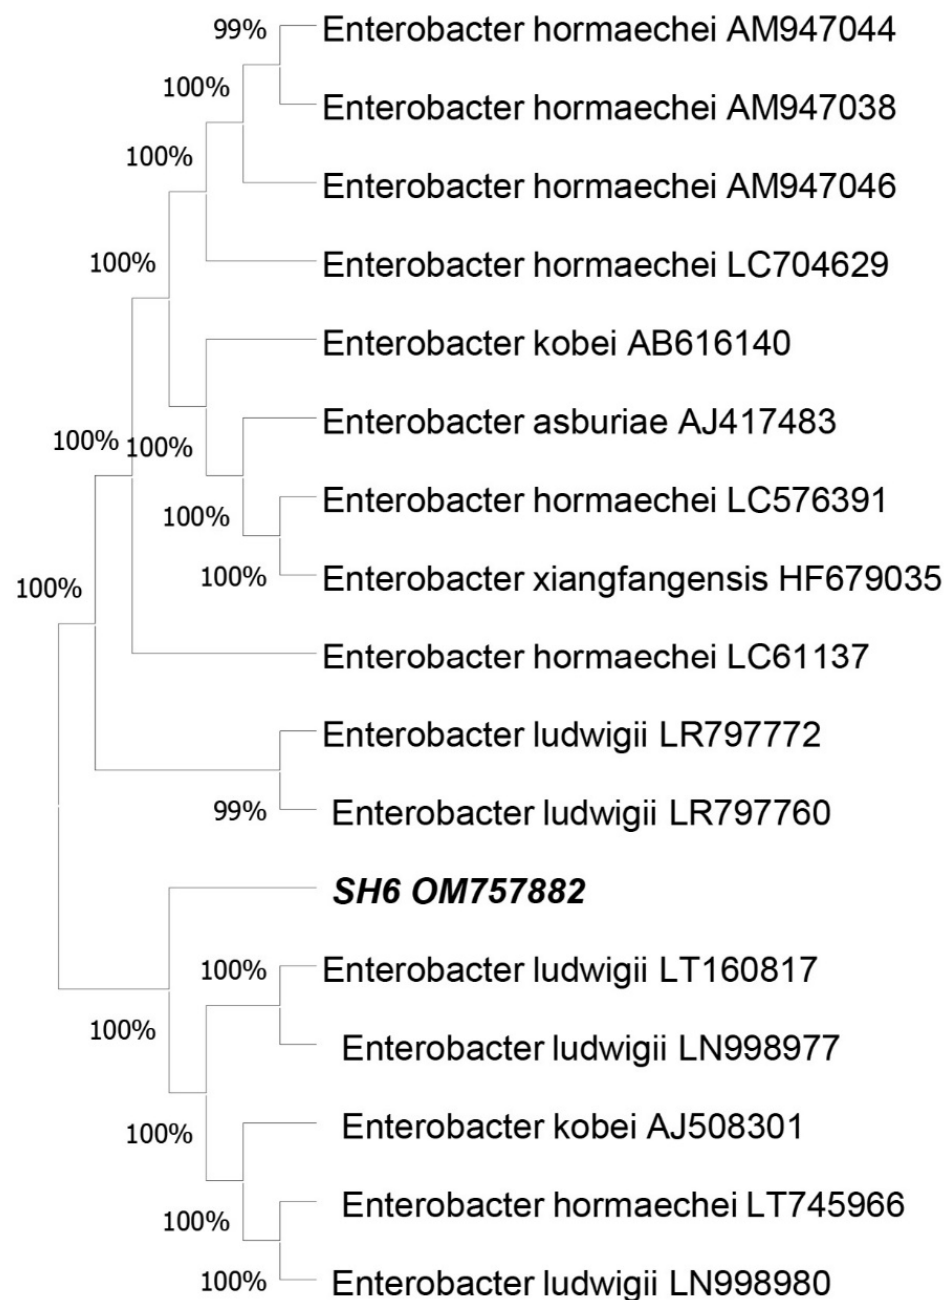 99% Enterobacter hormaechei AM947044
100%
Enterobacter hormaechei AM947038
100%
Enterobacter hormaechei AM947046
100%
Enterobacter hormaechei LC704629
Enterobacter kobei AB616140
Enterobacter asburiae AJ417483
100% 100%
Enterobacter hormaechei LC576391
100%
100% Enterobacter xiangfangensis HF679035
100%
Enterobacter hormaechei LC61137
Enterobacter ludwigii LR797772
99% Enterobacter ludwigii LR797760
SH6 OM757882
100% Enterobacter ludwigii LT160817
100%
Enterobacter ludwigii LN998977
Enterobacter kobei AJ508301
100%
Enterobacter hormaechei LT745966
100%
100% Enterobacter ludwigii LN998980